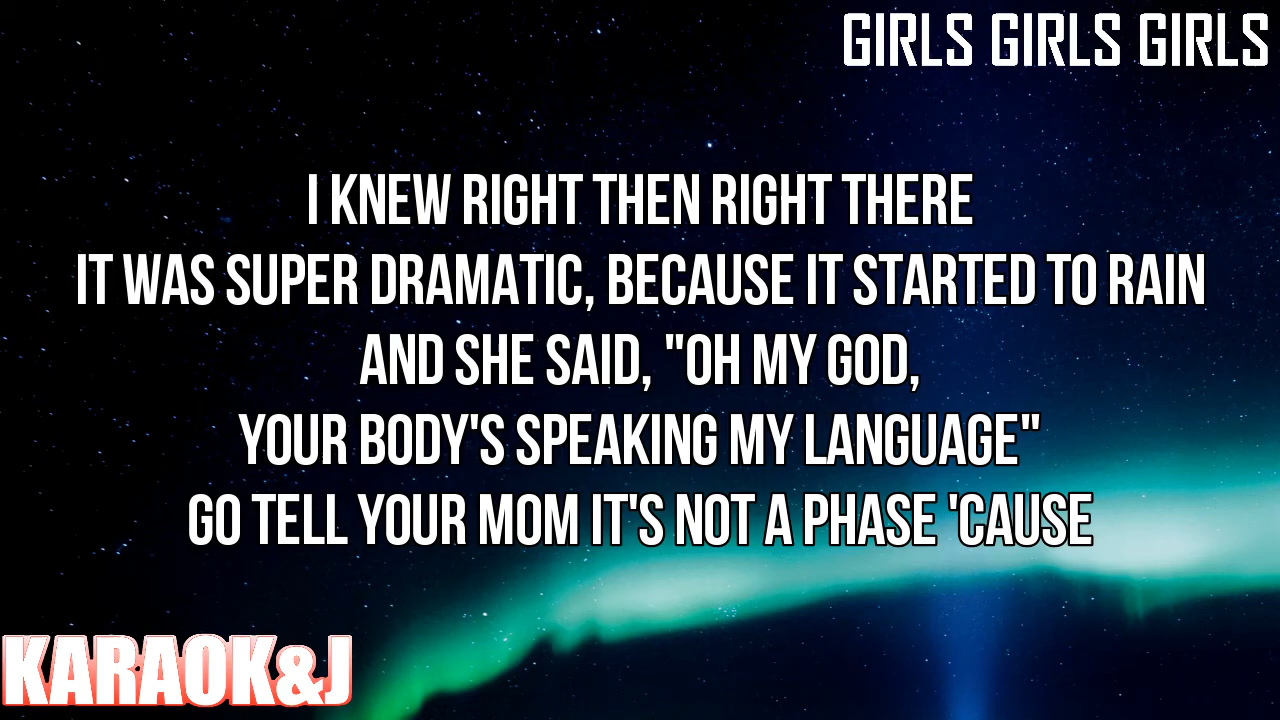 GIRLS GIRLS GIRLS
I KNEW RIGHT THEN RIGHT THERE
IT WAS SUPER DRAMATIC, BECAUSE IT STARTED TO RAIN
AND SHE SAID, "OH MY GOD,
YOUR BODY'S SPEAKING MY LANGUAGE"
GO TELL YOUR MOM IT'S NOT A PHASE 'CAUSE
KARAOK&J